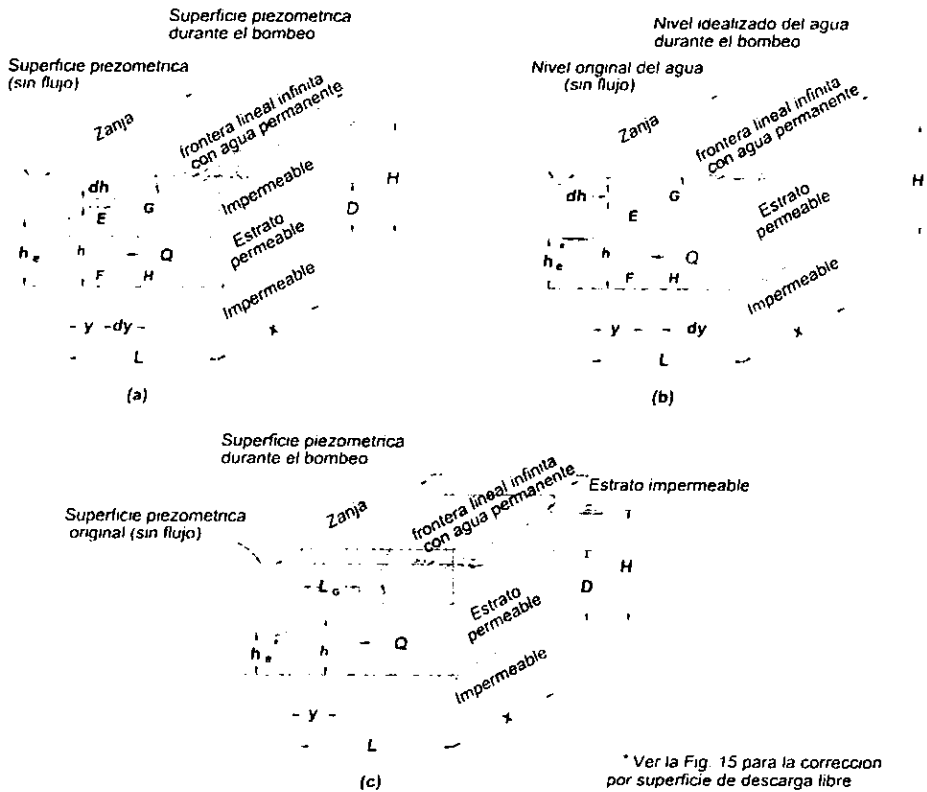 Superficie piezometrica
durante el bombeo
Superficie piezometrica
(sin flujo)
Zanja
frontera lineal infinita
con agua permanente
dh
E
G
Impermeable
D
H
Estrato
permeable
he
h
Q
F
H
Impermeable
y
dy
x
L
(a)
Nivel idealizado del agua
durante el bombeo
Nivel original del agua
(sin flujo)
Zanja
frontera lineal infinita
con agua permanente
dh
E
G
H
Estrato
permeable
he*
h
Q
F
H
Impermeable
y
dy
x
L
(b)
Superficie piezometrica
durante el bombeo
Superficie piezometrica
original (sin flujo)
Zanja
frontera lineal infinita
con agua permanente
Estrato impermeable
LG
D
H
Estrato
permeable
he*
h
Q
Impermeable
y
x
L
(c)
* Ver la Fig. 15 para la correccion
por superficie de descarga libre